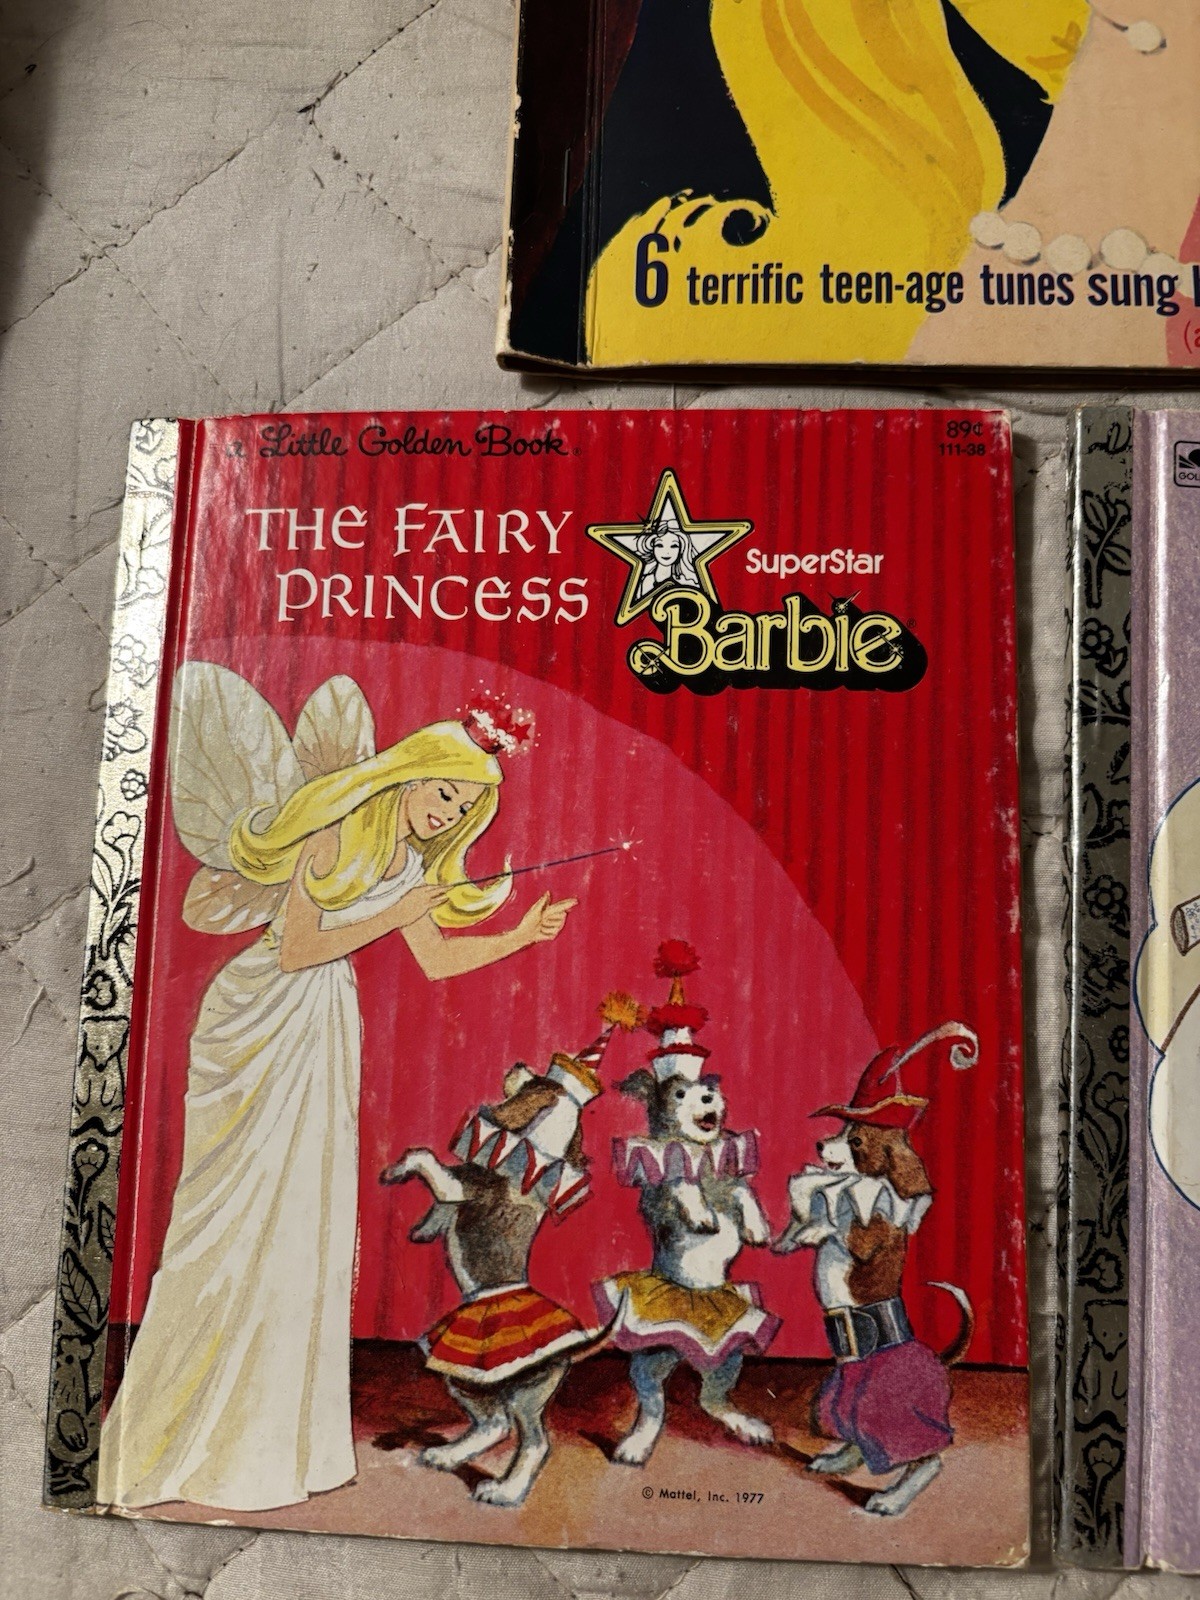 6 terrific teen-age tunes sung
a Little Golden Book®
89¢
111-38
THE FAIRY
PRINCESS
SuperStar
Barbie®
© Mattel, Inc. 1977